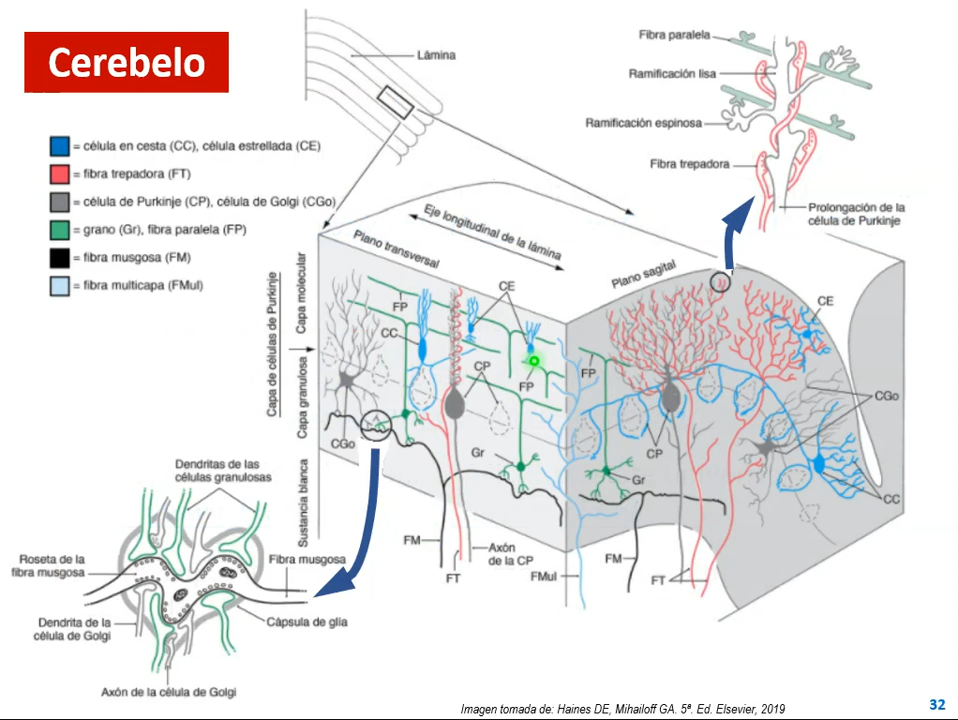 Cerebelo
= célula en cesta (CC), célula estrellada (CE)
= fibra trepadora (FT)
= célula de Purkinje (CP), célula de Golgi (CGo)
= grano (Gr), fibra paralela (FP)
= fibra musgosa (FM)
= fibra multicapa (FMul)
Lámina
Fibra paralela
Ramificación lisa
Ramificación espinosa
Fibra trepadora
Prolongación de la
célula de Purkinje
Eje longitudinal de la lámina
Plano transversal
Plano sagital
Capa de células de Purkinje
Capa molecular
Capa granulosa
Sustancia blanca
FP
CE
CC
CP
FP
FP
CGo
Gr
FM
FT
Axón
de la CP
FMul
CE
CGo
CP
Gr
CC
FM
FT
Dendritas de las
células granulosas
Roseta de la
fibra musgosa
Fibra musgosa
Dendrita de la
célula de Golgi
Cápsula de glía
Axón de la célula de Golgi
Imagen tomada de: Haines DE, Mihailoff GA. 5ª. Ed. Elsevier, 2019
32